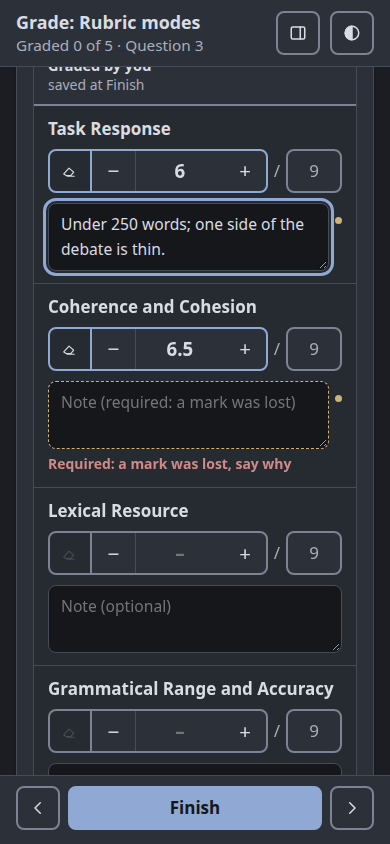 Grade: Rubric modes
Graded 0 of 5 · Question 3
Graded by you
saved at Finish
Task Response
− 6 + / 9
Under 250 words; one side of the
debate is thin.
Coherence and Cohesion
− 6.5 + / 9
Note (required: a mark was lost)
Required: a mark was lost, say why
Lexical Resource
− – + / 9
Note (optional)
Grammatical Range and Accuracy
− – + / 9
Finish